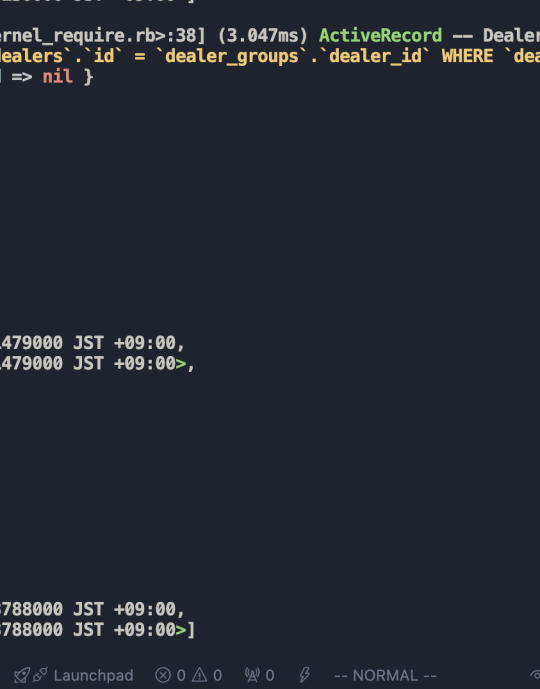 ernel_require.rb>:38] (3.047ms) ActiveRecord -- Dealer
dealers`.`id` = `dealer_groups`.`dealer_id` WHERE `dea
=> nil }
479000 JST +09:00,
479000 JST +09:00>,
788000 JST +09:00,
788000 JST +09:00>]
Launchpad 0 0 0 -- NORMAL --